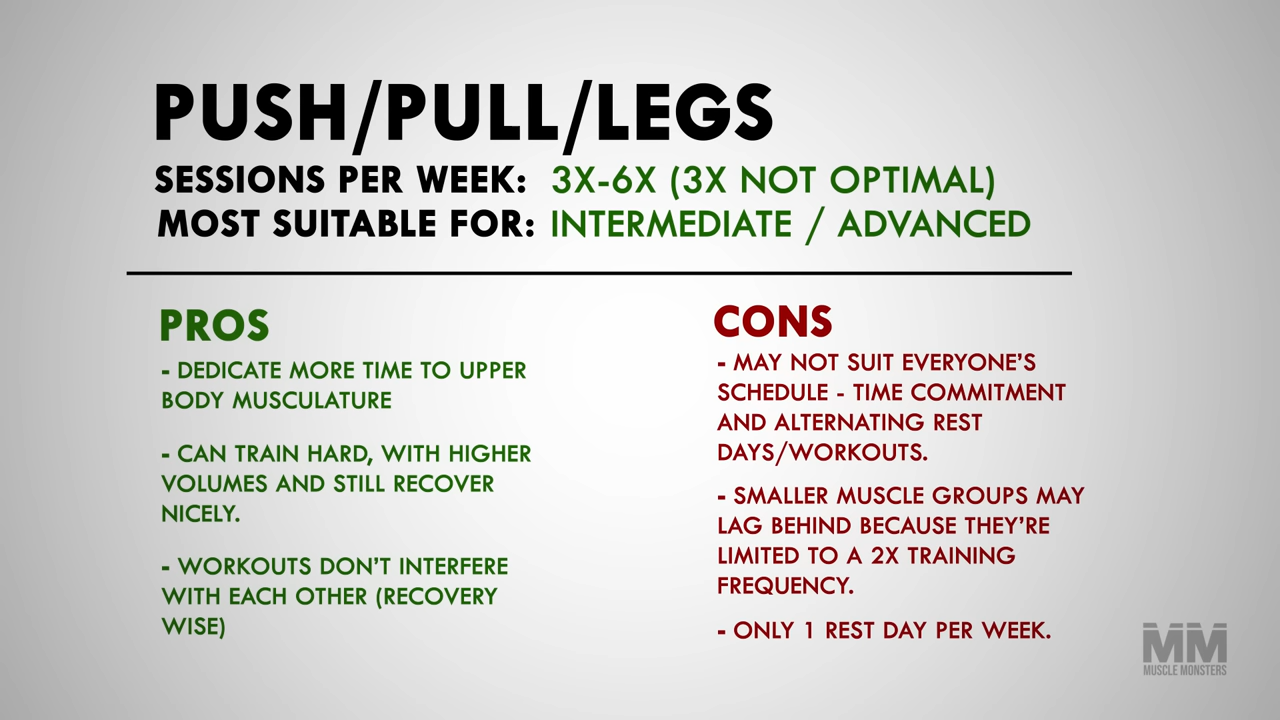 PUSH/PULL/LEGS
SESSIONS PER WEEK: 3X-6X (3X NOT OPTIMAL)
MOST SUITABLE FOR: INTERMEDIATE / ADVANCED
PROS
- DEDICATE MORE TIME TO UPPER
BODY MUSCULATURE
- CAN TRAIN HARD, WITH HIGHER
VOLUMES AND STILL RECOVER
NICELY.
- WORKOUTS DON'T INTERFERE
WITH EACH OTHER (RECOVERY
WISE)
CONS
- MAY NOT SUIT EVERYONE'S
SCHEDULE - TIME COMMITMENT
AND ALTERNATING REST
DAYS/WORKOUTS.
- SMALLER MUSCLE GROUPS MAY
LAG BEHIND BECAUSE THEY'RE
LIMITED TO A 2X TRAINING
FREQUENCY.
- ONLY 1 REST DAY PER WEEK.
MM
MUSCLE MONSTERS